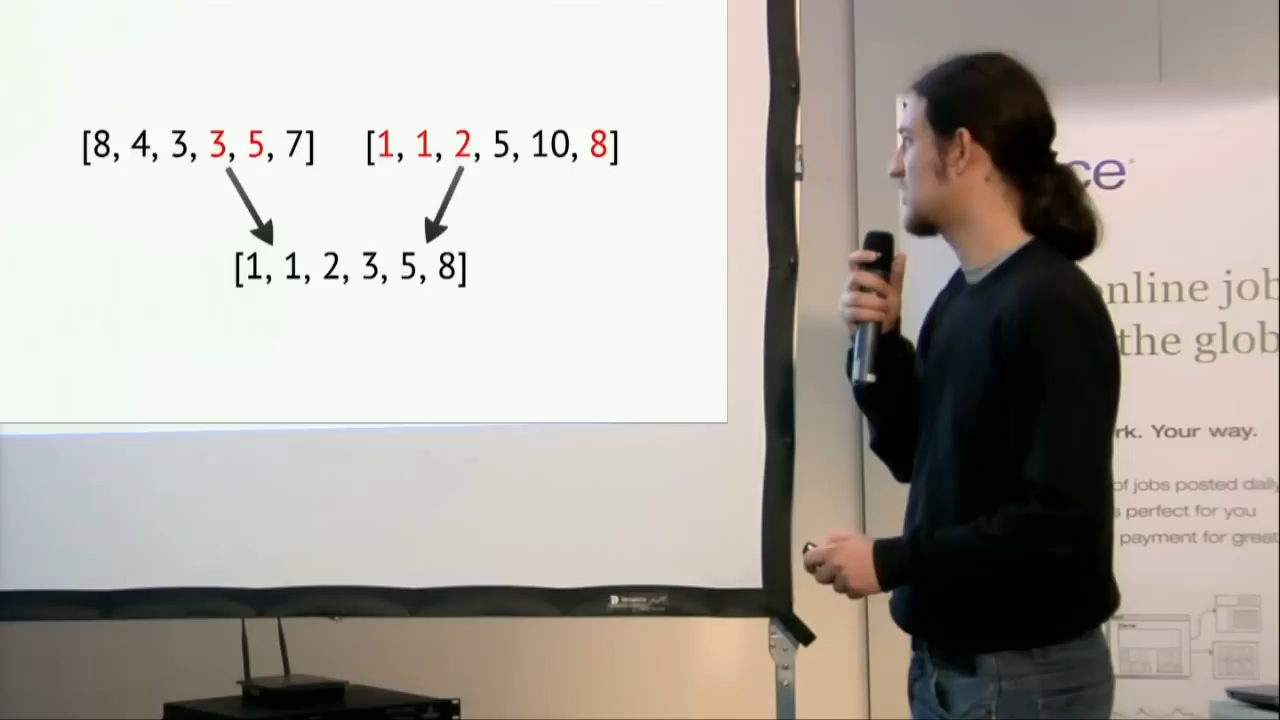 [8, 4, 3, 3, 5, 7] [1, 1, 2, 5, 10, 8]
[1, 1, 2, 3, 5, 8]
ce
nline job
the glob
rk. Your way.
of jobs posted daily
s perfect for you
payment for great